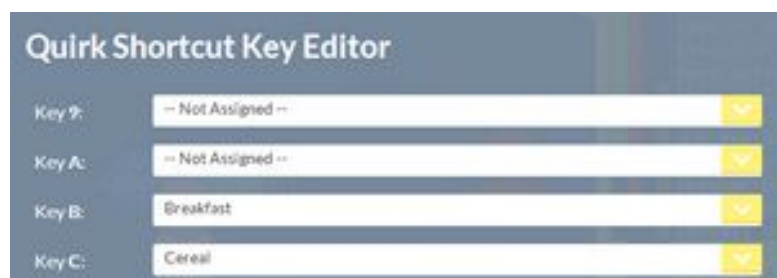 Quirk Shortcut Key Editor
Key 9: -- Not Assigned --
Key A: -- Not Assigned --
Key B: Breakfast
Key C: Cereal